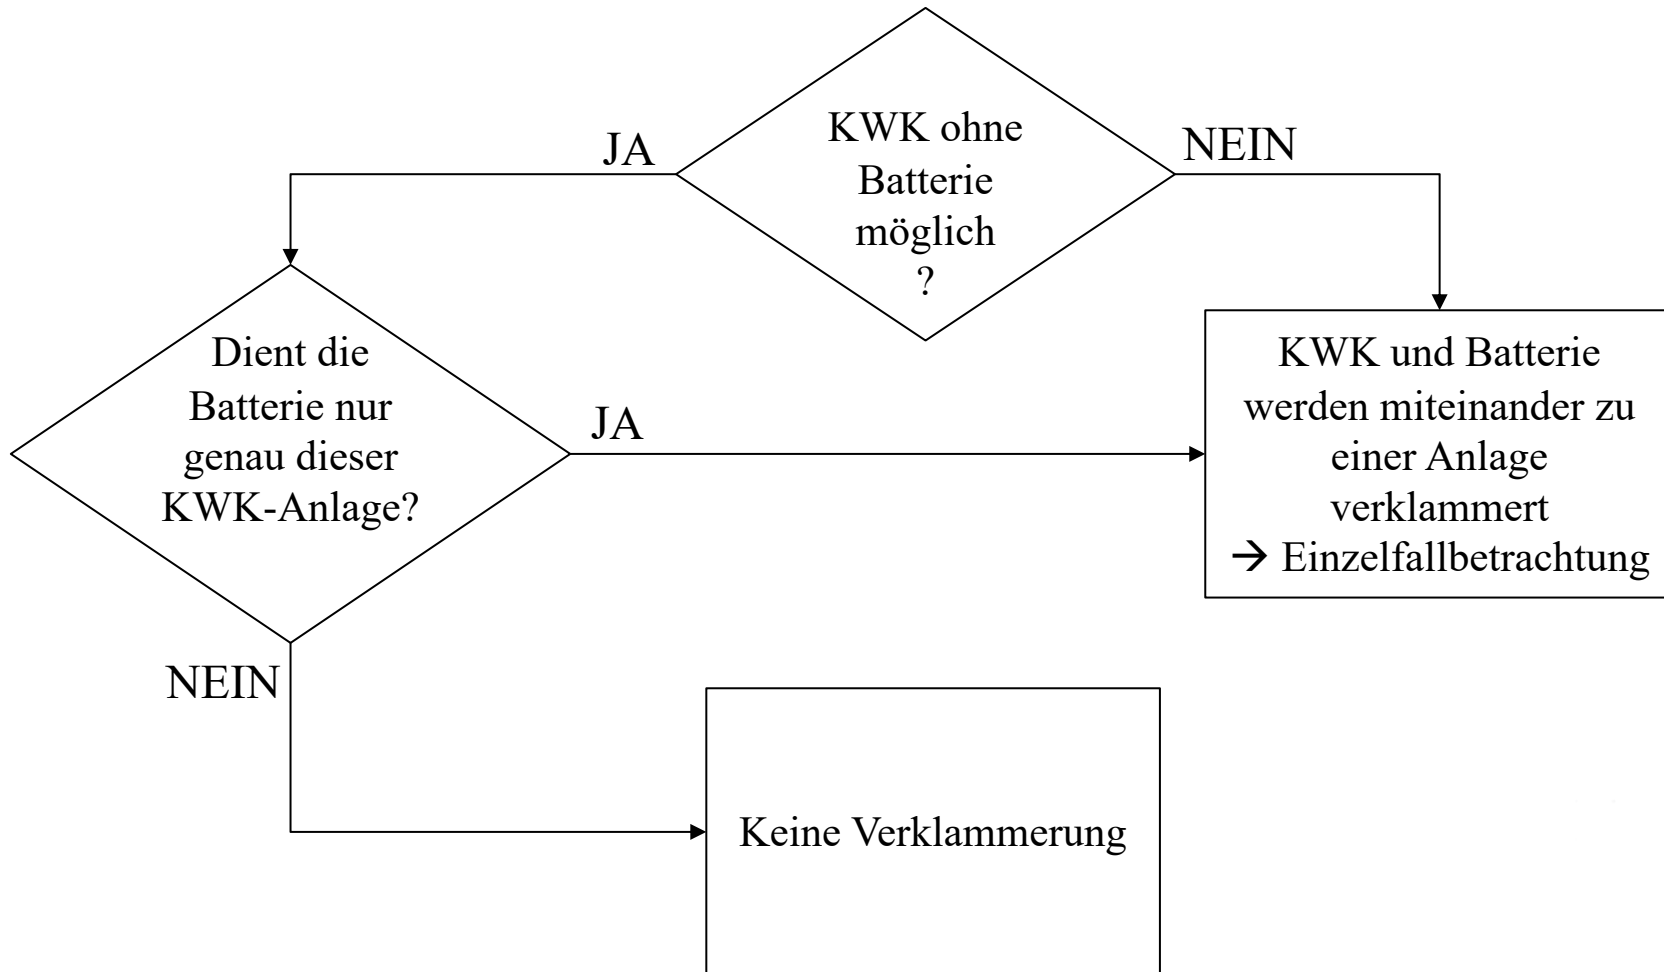 KWK ohne
Batterie
möglich
?
JA
NEIN
Dient die
Batterie nur
genau dieser
KWK-Anlage?
JA
KWK und Batterie
werden miteinander zu
einer Anlage
verklammert
→ Einzelfallbetrachtung
NEIN
Keine Verklammerung